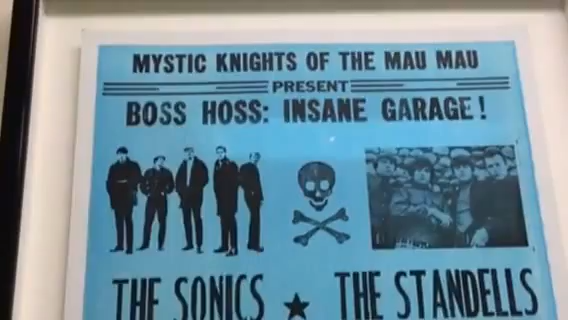 MYSTIC KNIGHTS OF THE MAU MAU
PRESENT
BOSS HOSS: INSANE GARAGE!
THE SONICS ★ THE STANDELLS